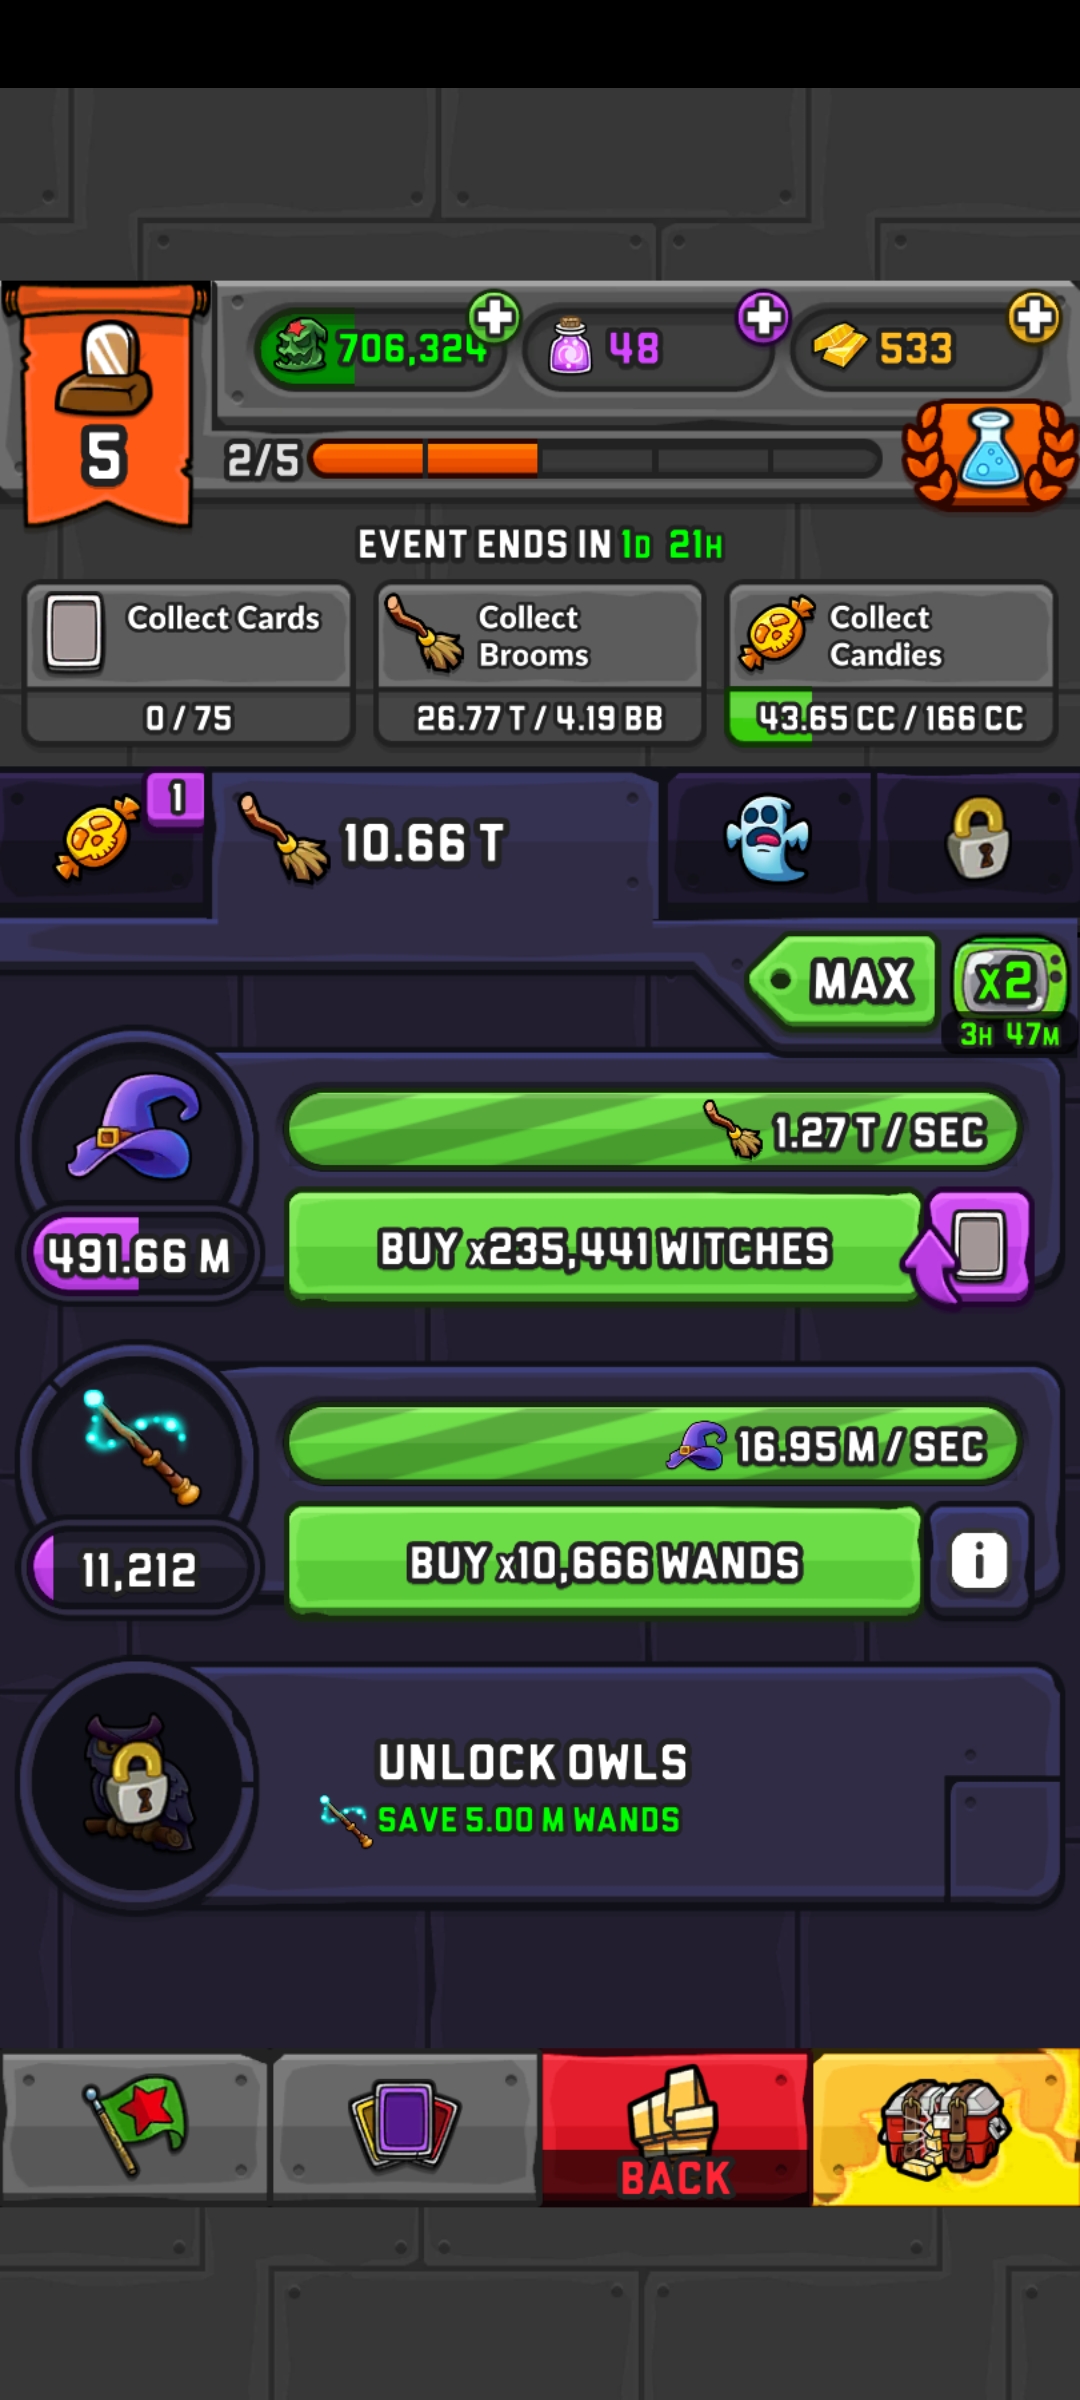 706,324
48
533
5
2/5
EVENT ENDS IN 1D 21H
Collect Cards
0 / 75
Collect
Brooms
26.77 T / 4.19 BB
Collect
Candies
43.65 CC / 166 CC
1
10.66 T
MAX
x2
3H 47M
1.27 T / SEC
491.66 M
BUY x235,441 WITCHES
16.95 M / SEC
11,212
BUY x10,666 WANDS
i
UNLOCK OWLS
SAVE 5.00 M WANDS
BACK